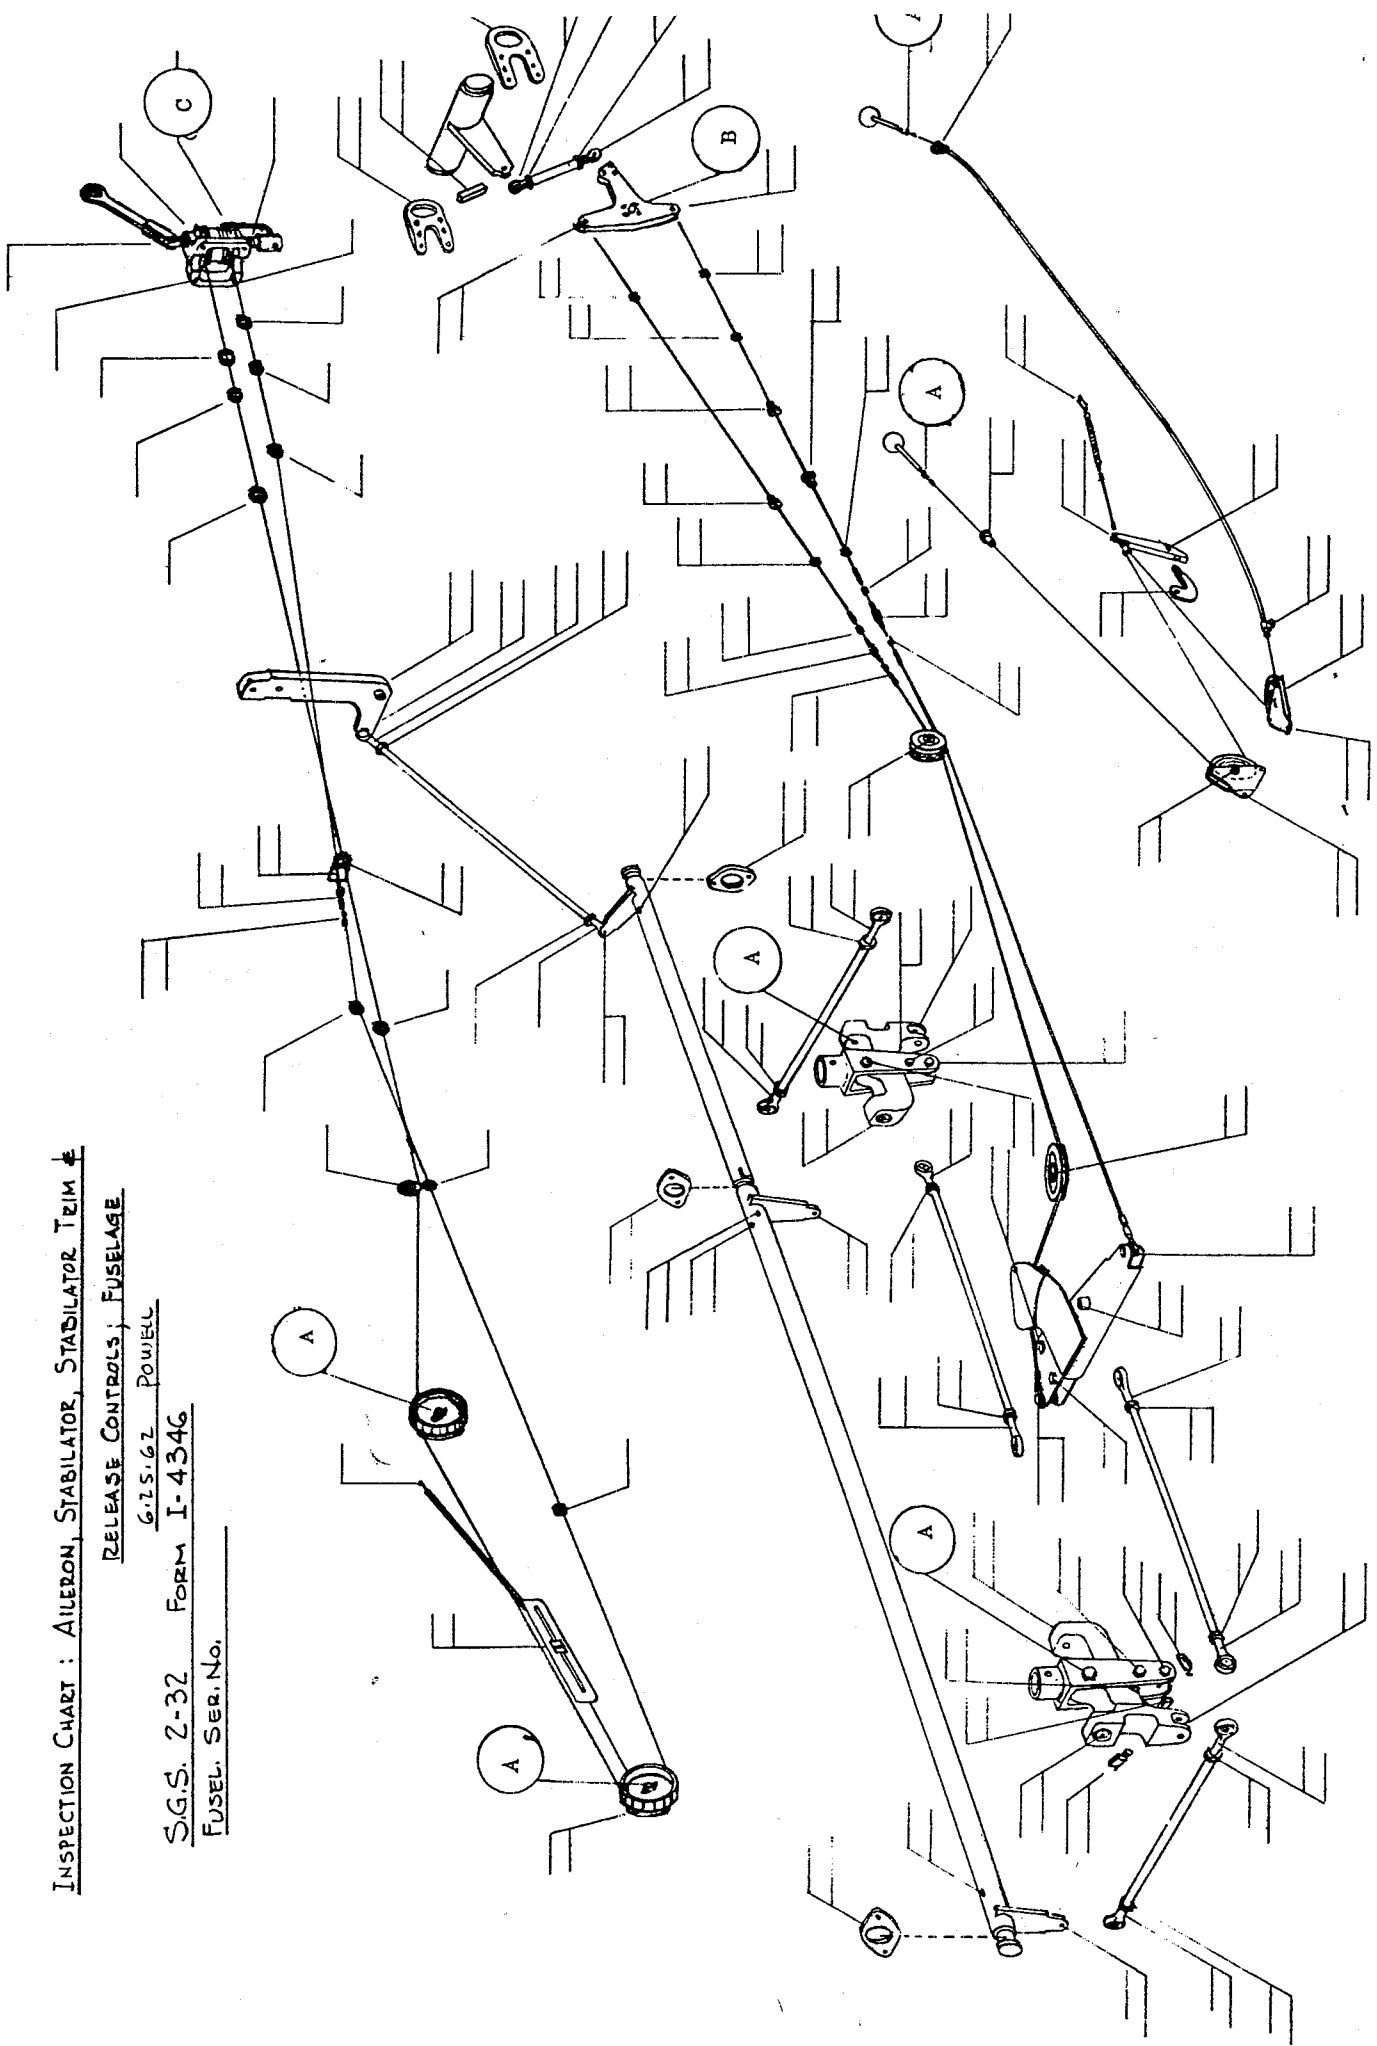 INSPECTION CHART : AILERON, STABILATOR, STABILATOR TRIM &
RELEASE CONTROLS ; FUSELAGE
6.25.62 POWELL
S.G.S. 2-32 FORM I-4346
FUSEL. SER. NO.
C
B
A
A
A
A
A
A
A